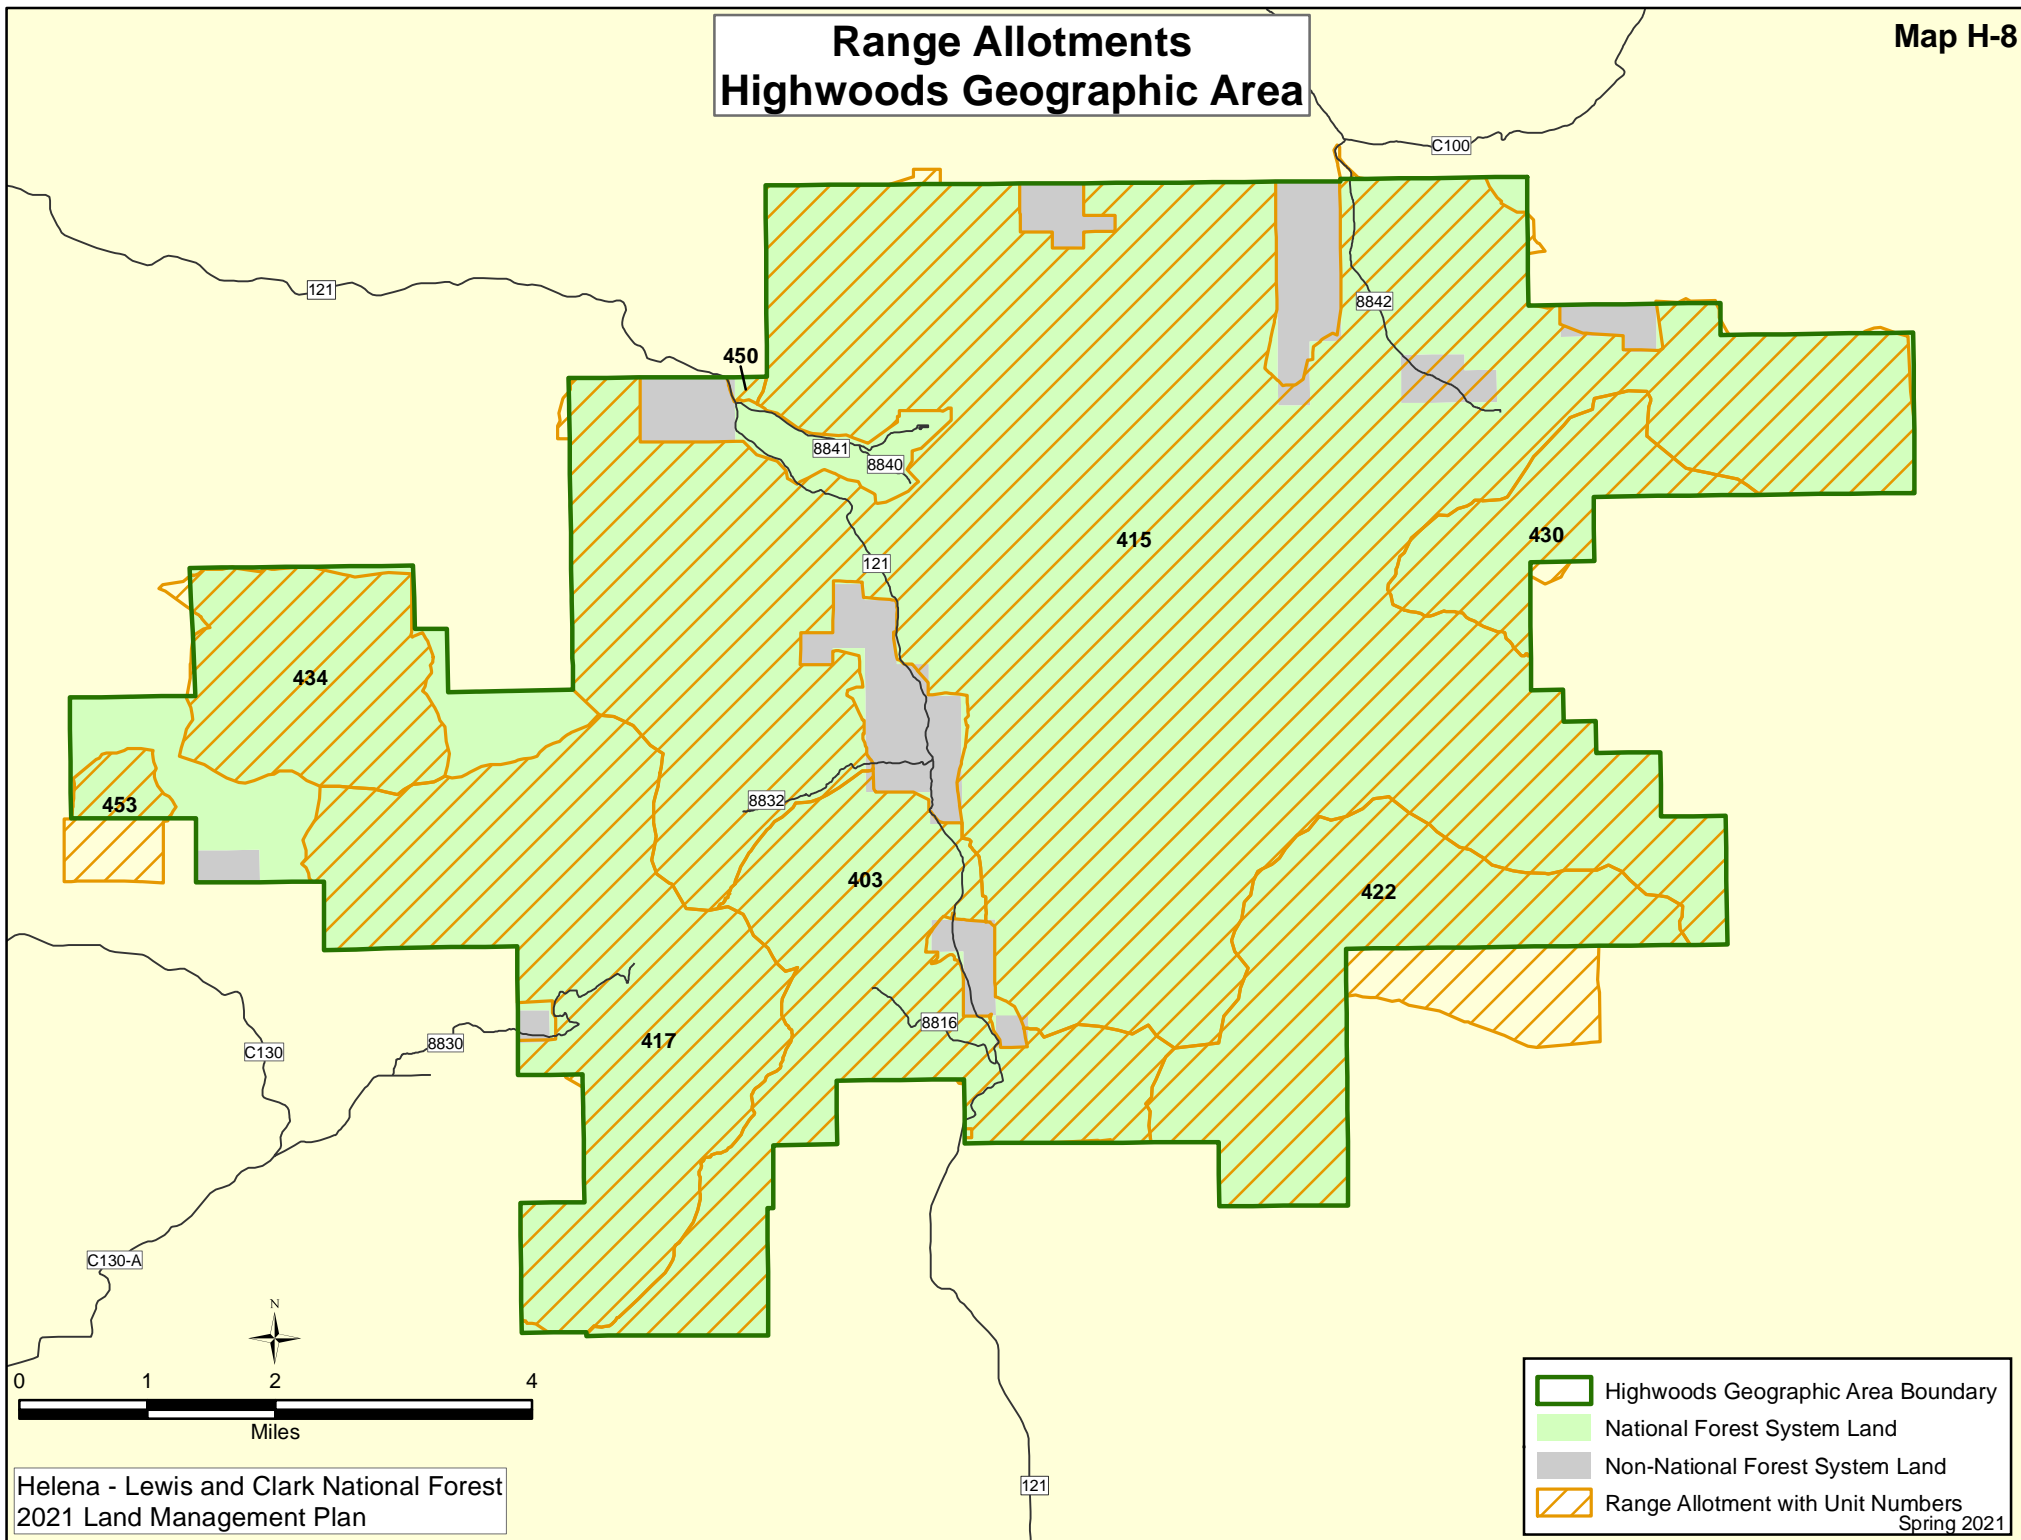 Range Allotments
Highwoods Geographic Area
Map H-8
C100
121
8842
450
8841
8840
415
430
121
434
453
8832
403
422
417
8816
C130
8830
C130-A
N
0 1 2 4
Miles
121
Helena - Lewis and Clark National Forest
2021 Land Management Plan
Highwoods Geographic Area Boundary
National Forest System Land
Non-National Forest System Land
Range Allotment with Unit Numbers
Spring 2021